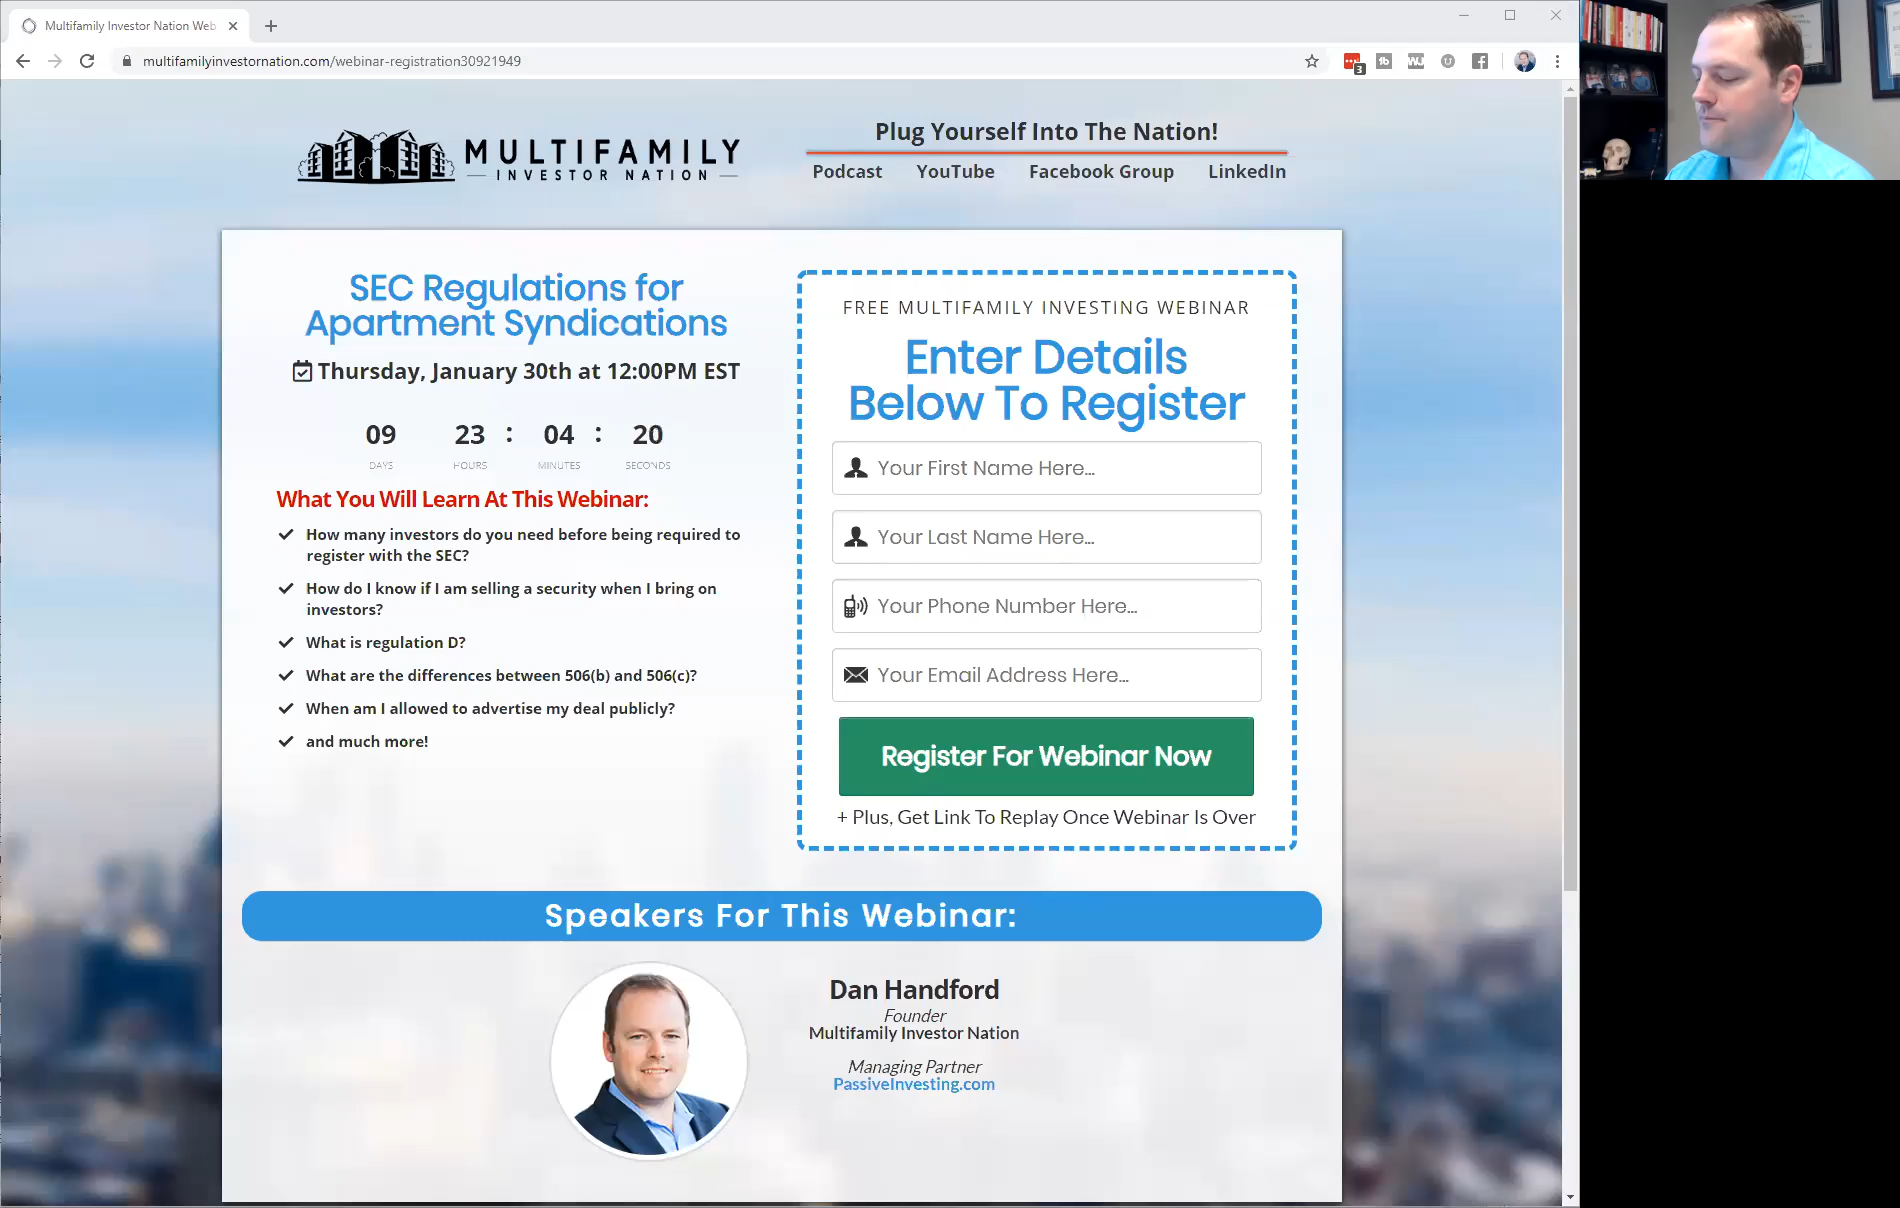 Multifamily Investor Nation Web
multifamilyinvestornation.com/webinar-registration30921949
3
MULTIFAMILY
INVESTOR NATION
Plug Yourself Into The Nation!
Podcast YouTube Facebook Group LinkedIn
SEC Regulations for
Apartment Syndications
Thursday, January 30th at 12:00PM EST
09 23 : 04 : 20
DAYS HOURS MINUTES SECONDS
What You Will Learn At This Webinar:
How many investors do you need before being required to
register with the SEC?
How do I know if I am selling a security when I bring on
investors?
What is regulation D?
What are the differences between 506(b) and 506(c)?
When am I allowed to advertise my deal publicly?
and much more!
FREE MULTIFAMILY INVESTING WEBINAR
Enter Details
Below To Register
Your First Name Here...
Your Last Name Here...
Your Phone Number Here...
Your Email Address Here...
Register For Webinar Now
+ Plus, Get Link To Replay Once Webinar Is Over
Speakers For This Webinar:
Dan Handford
Founder
Multifamily Investor Nation
Managing Partner
PassiveInvesting.com